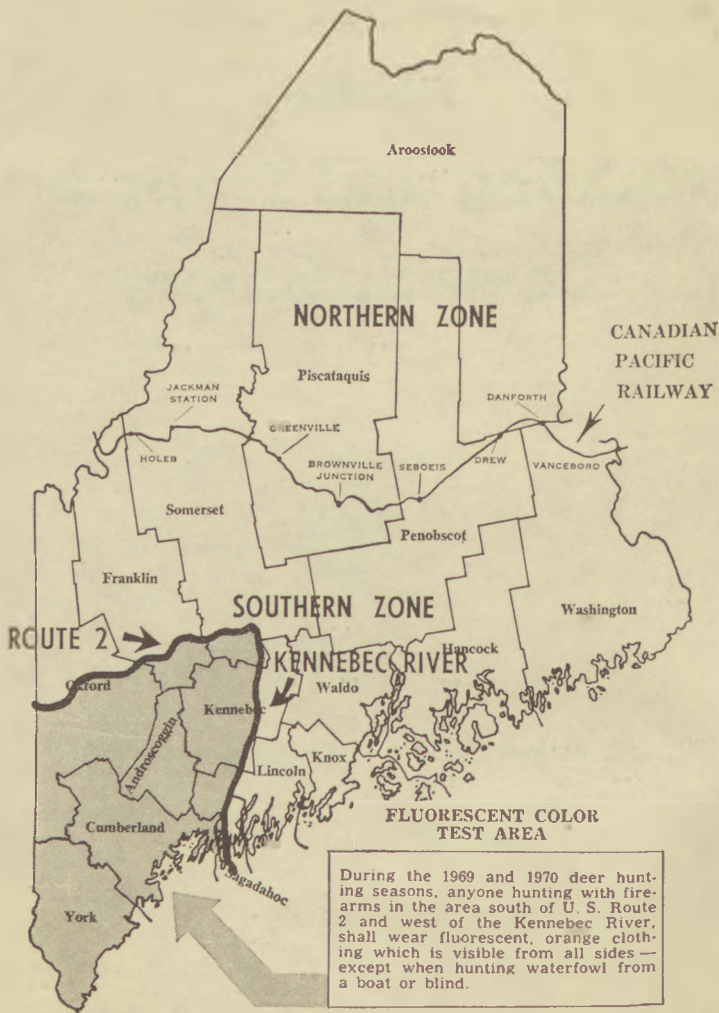 Aroostook
NORTHERN ZONE
CANADIAN
PACIFIC
RAILWAY
Piscataquis
JACKMAN
STATION
DANFORTH
GREENVILLE
HOLEB
BROWNVILLE
JUNCTION
SEBOEIS
DREW
VANCEBORO
Somerset
Penobscot
Franklin
SOUTHERN ZONE
Washington
ROUTE 2
Hancock
KENNEBEC RIVER
Oxford
Waldo
Kennebec
Androscoggin
Knox
Lincoln
Cumberland
Sagadahoc
York
FLUORESCENT COLOR
TEST AREA
During the 1969 and 1970 deer hunt-
ing seasons, anyone hunting with fire-
arms in the area south of U. S. Route
2 and west of the Kennebec River,
shall wear fluorescent, orange cloth-
ing which is visible from all sides —
except when hunting waterfowl from
a boat or blind.